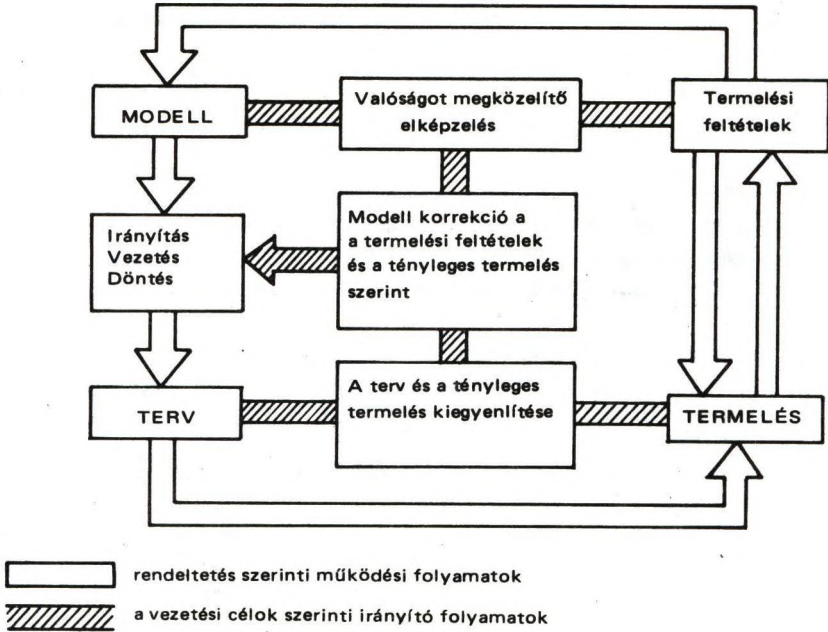 MODELL
Valóságot megközelítő
elképzelés
Termelési
feltételek
Irányítás
Vezetés
Döntés
Modell korrekció a
a termelési feltételek
és a tényleges termelés
szerint
TERV
A terv és a tényleges
termelés kiegyenlítése
TERMELÉS
rendeltetés szerinti működési folyamatok
a vezetési célok szerinti irányító folyamatok